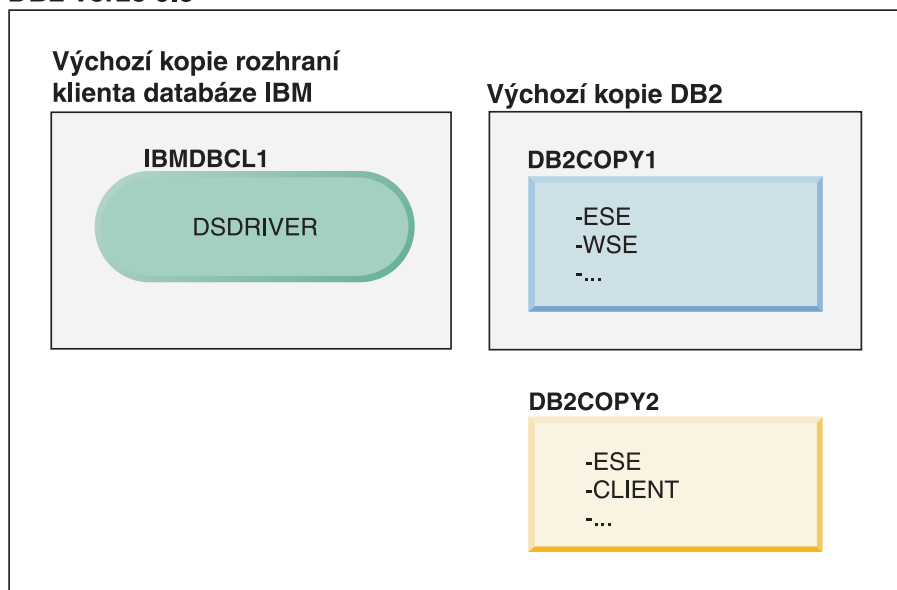 Výchozí kopie rozhraní
klienta databáze IBM
IBMDBCL1
DSDRIVER
Výchozí kopie DB2
DB2COPY1
-ESE
-WSE
-...
DB2COPY2
-ESE
-CLIENT
-...